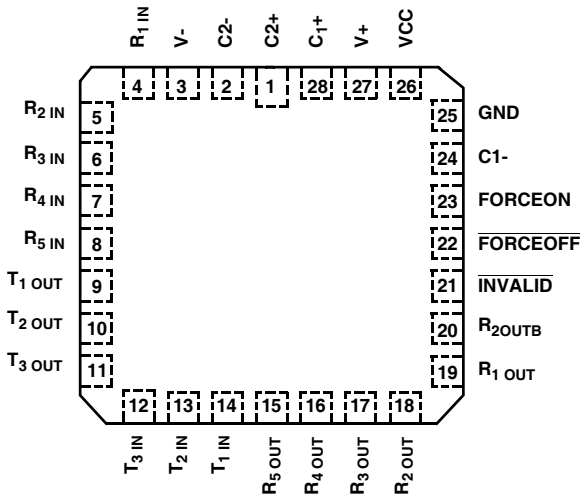 R1 IN
V-
C2-
C2+
C1+
V+
VCC
4
3
2
1
28
27
26
R2 IN
5
25
GND
R3 IN
6
24
C1-
R4 IN
7
23
FORCEON
R5 IN
8
22
FORCEOFF
T1 OUT
9
21
INVALID
T2 OUT
10
20
R2OUTB
T3 OUT
11
19
R1 OUT
12
13
14
15
16
17
18
T3 IN
T2 IN
T1 IN
R5 OUT
R4 OUT
R3 OUT
R2 OUT